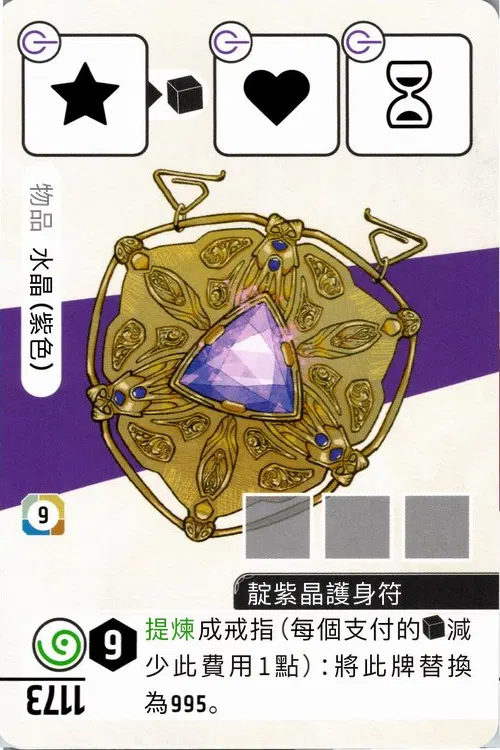 物品 水晶(紫色)
9
靛紫晶護身符
9
提煉成戒指(每個支付的減
少此費用1點):將此牌替換
為995。
1173